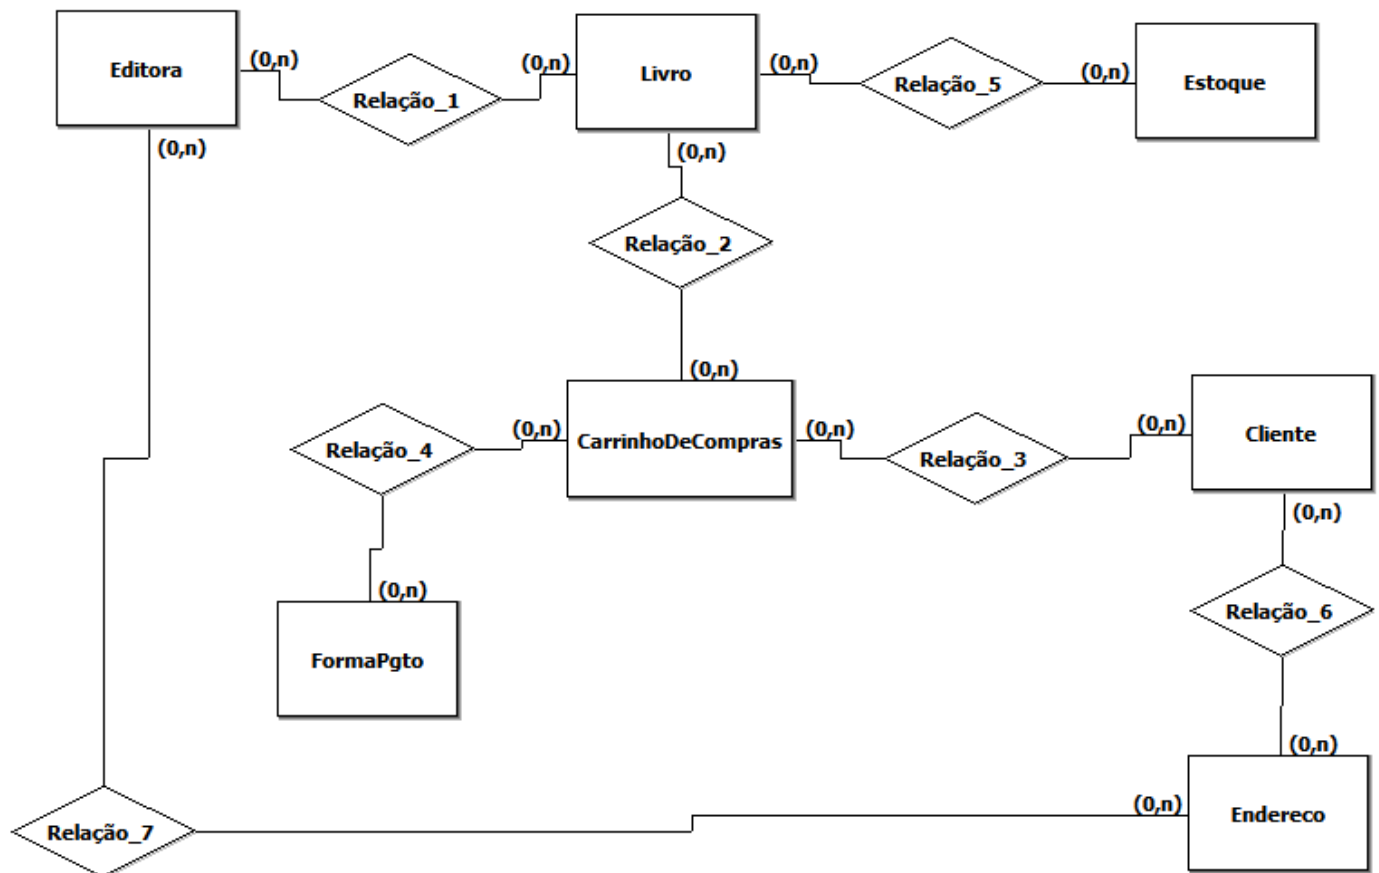 Editora
(0,n)
Relação_1
(0,n)
Livro
(0,n)
Relação_5
(0,n)
Estoque
(0,n)
(0,n)
Relação_2
(0,n)
Relação_4
(0,n)
CarrinhoDeCompras
(0,n)
Relação_3
(0,n)
Cliente
(0,n)
(0,n)
FormaPgto
Relação_6
(0,n)
Relação_7
(0,n)
Endereco